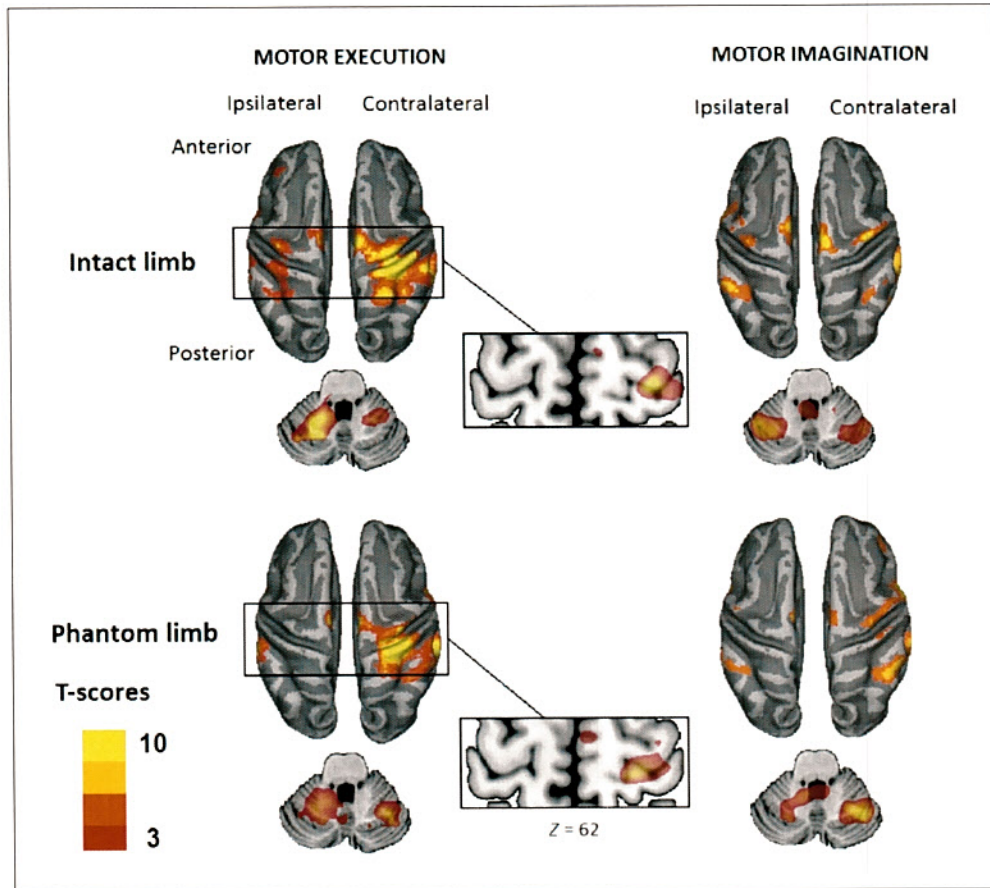 MOTOR EXECUTION
MOTOR IMAGINATION
Ipsilateral Contralateral
Ipsilateral Contralateral
Anterior
Intact limb
Posterior
Phantom limb
T-scores
10
3
Z = 62